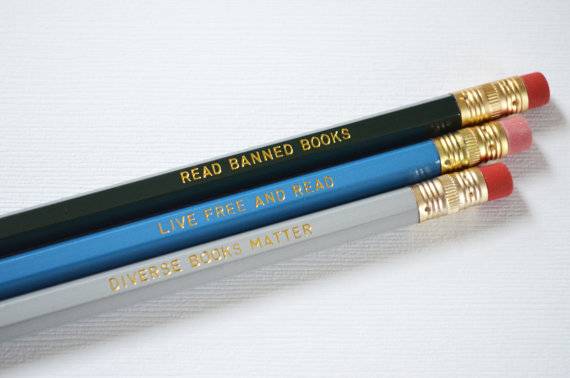 READ BANNED BOOKS
LIVE FREE AND READ
DIVERSE BOOKS MATTER